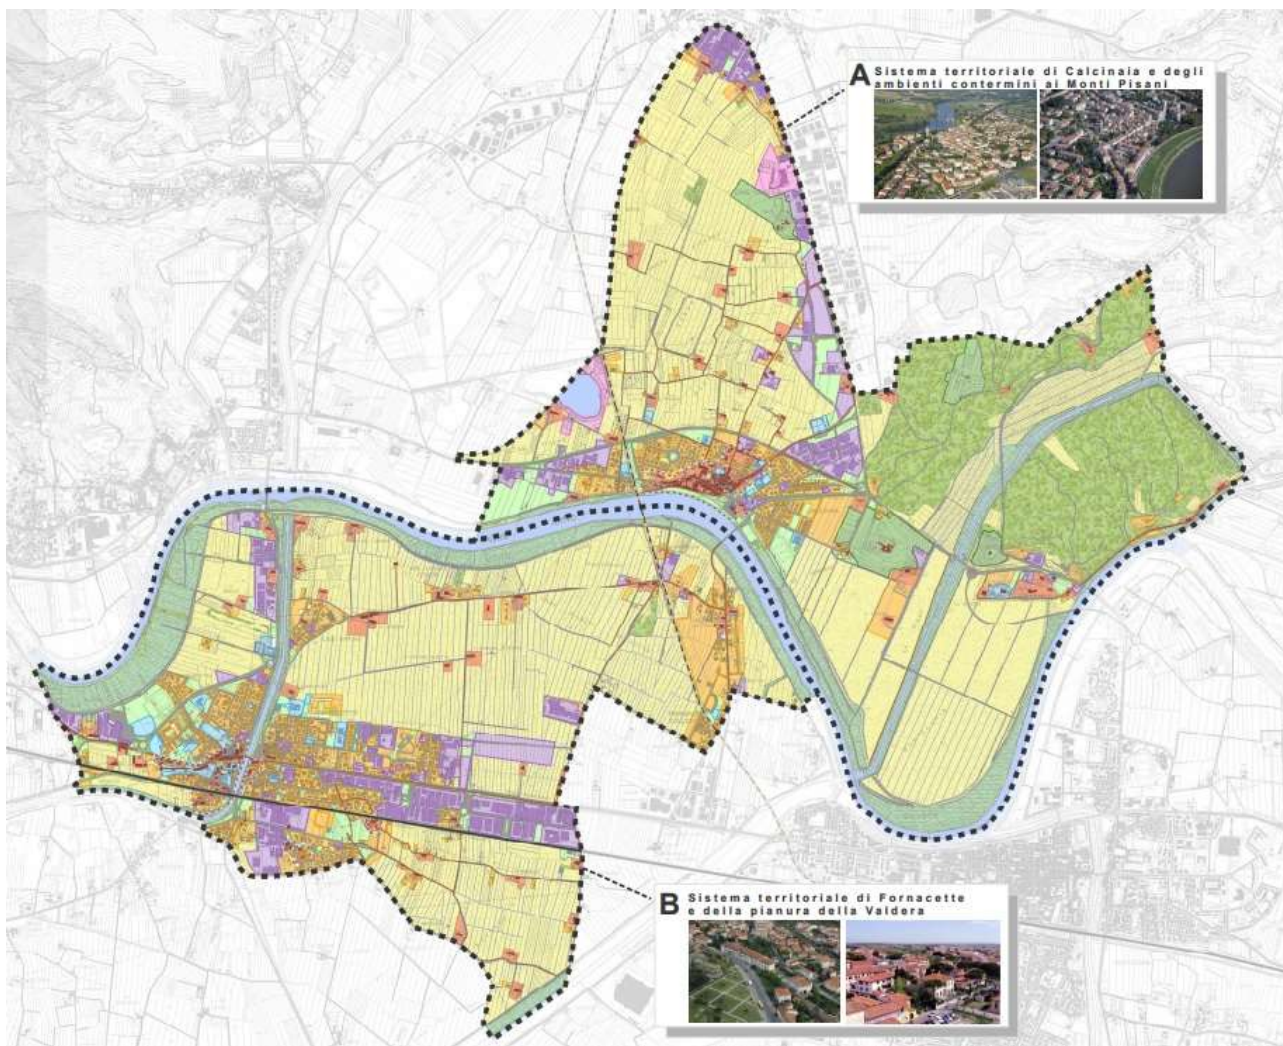 A Sistema territoriale di Calcinaia e degli
ambienti contermini ai Monti Pisani
B Sistema territoriale di Fornacette
e della pianura della Valdera